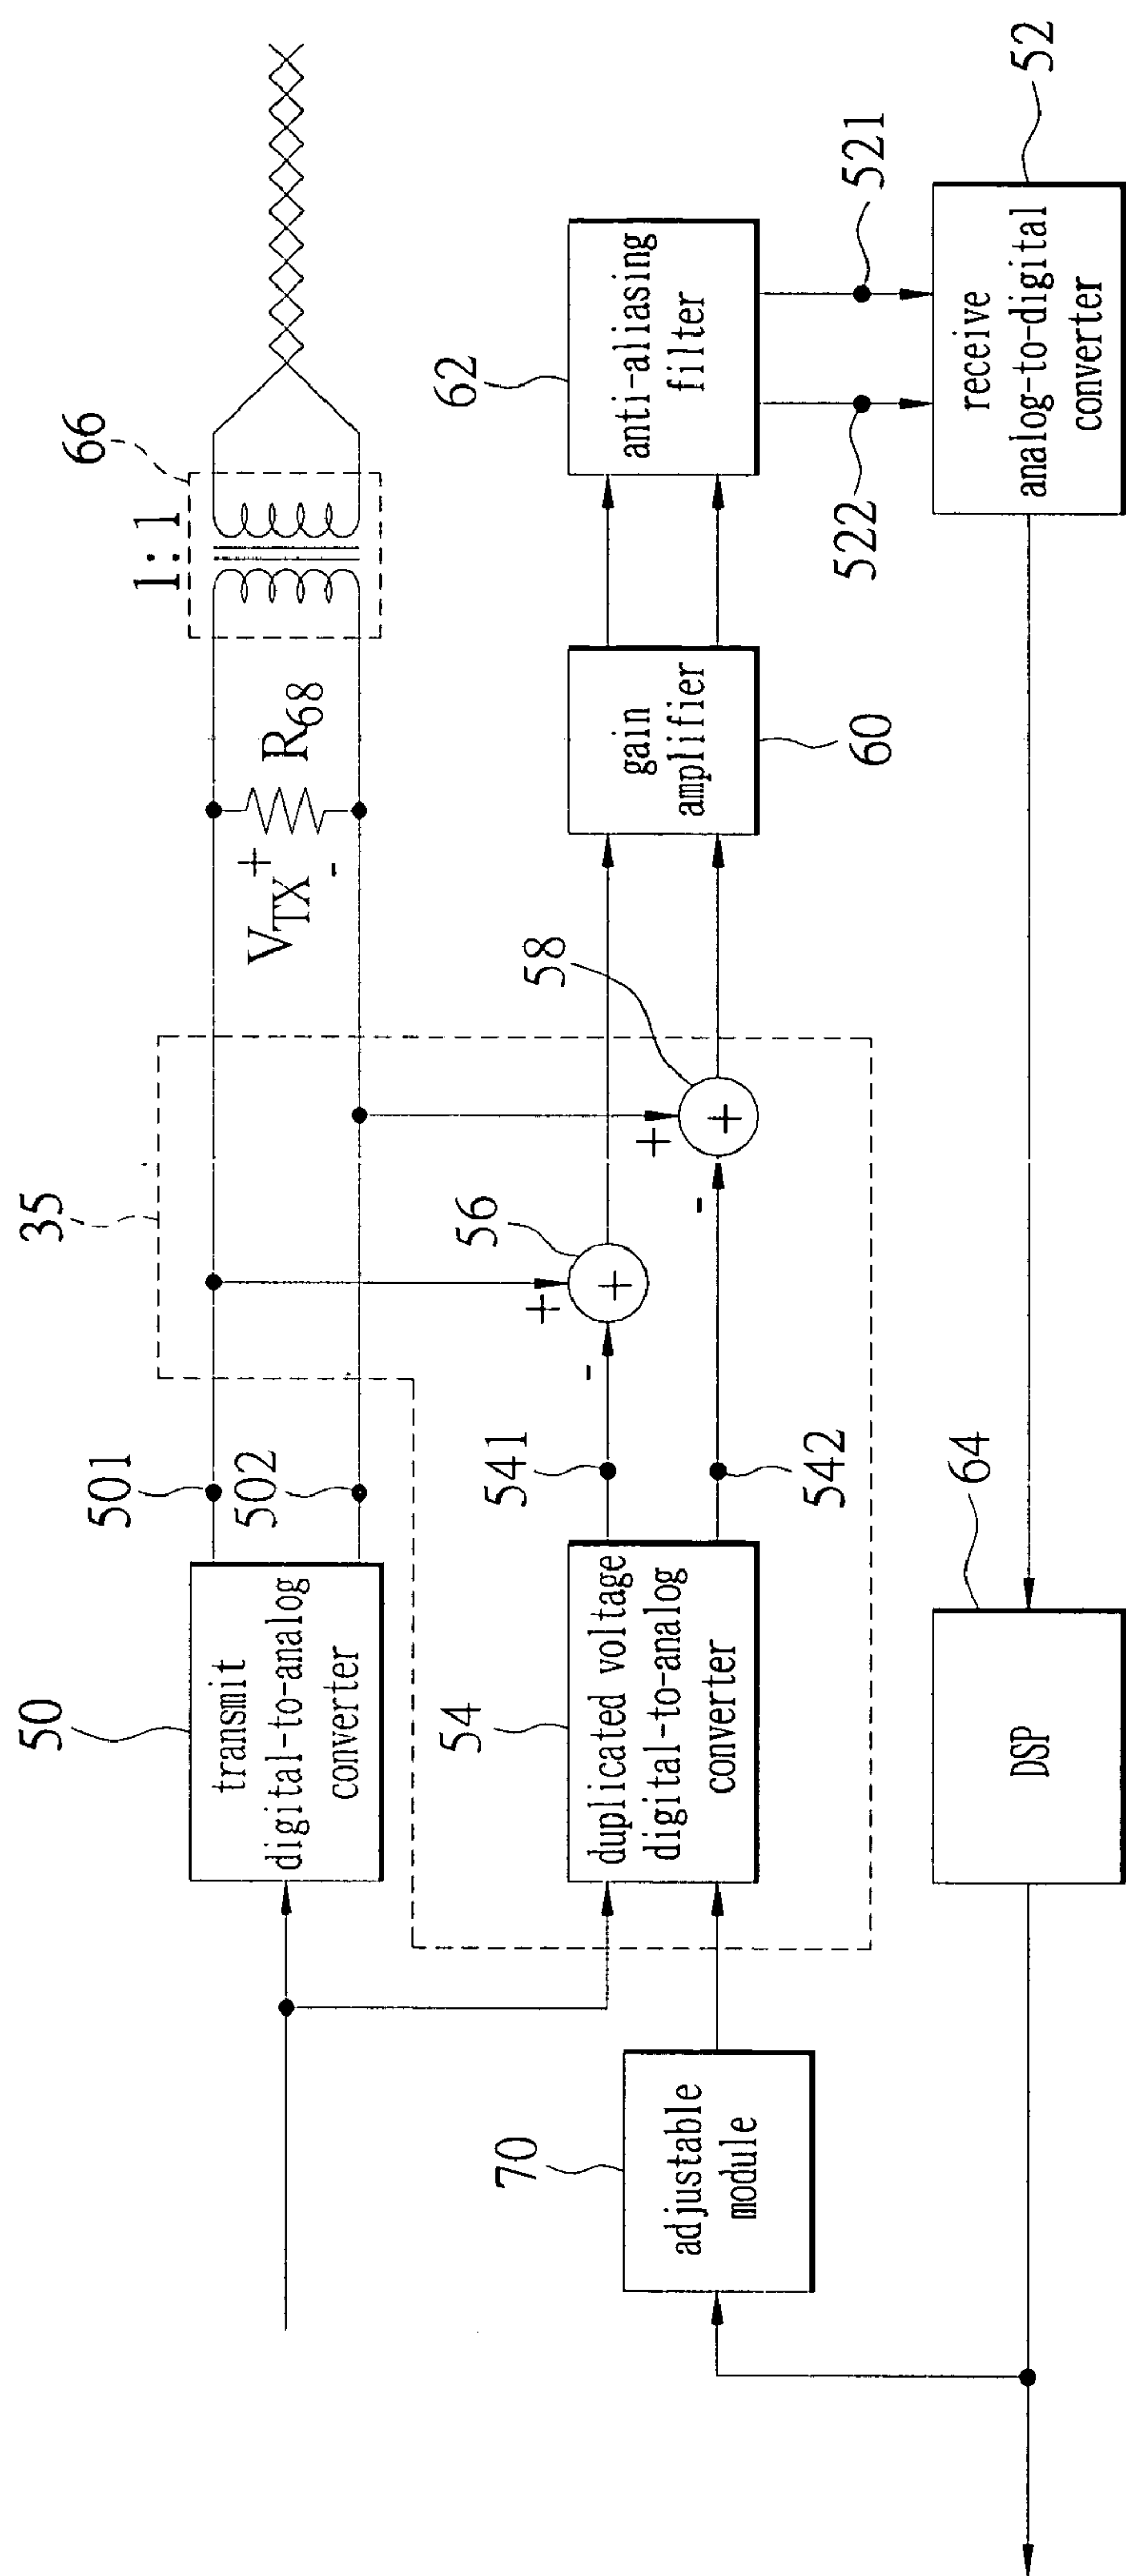 50
transmit
digital-to-analog
converter
501
502
35
V_TX
+
-
R_68
1:1
66
54
duplicated voltage
digital-to-analog
converter
541
542
-
+
+
56
-
+
+
58
gain
amplifier
60
62
anti-aliasing
filter
521
522
70
adjustable
module
DSP
64
receive
analog-to-digital
converter
52